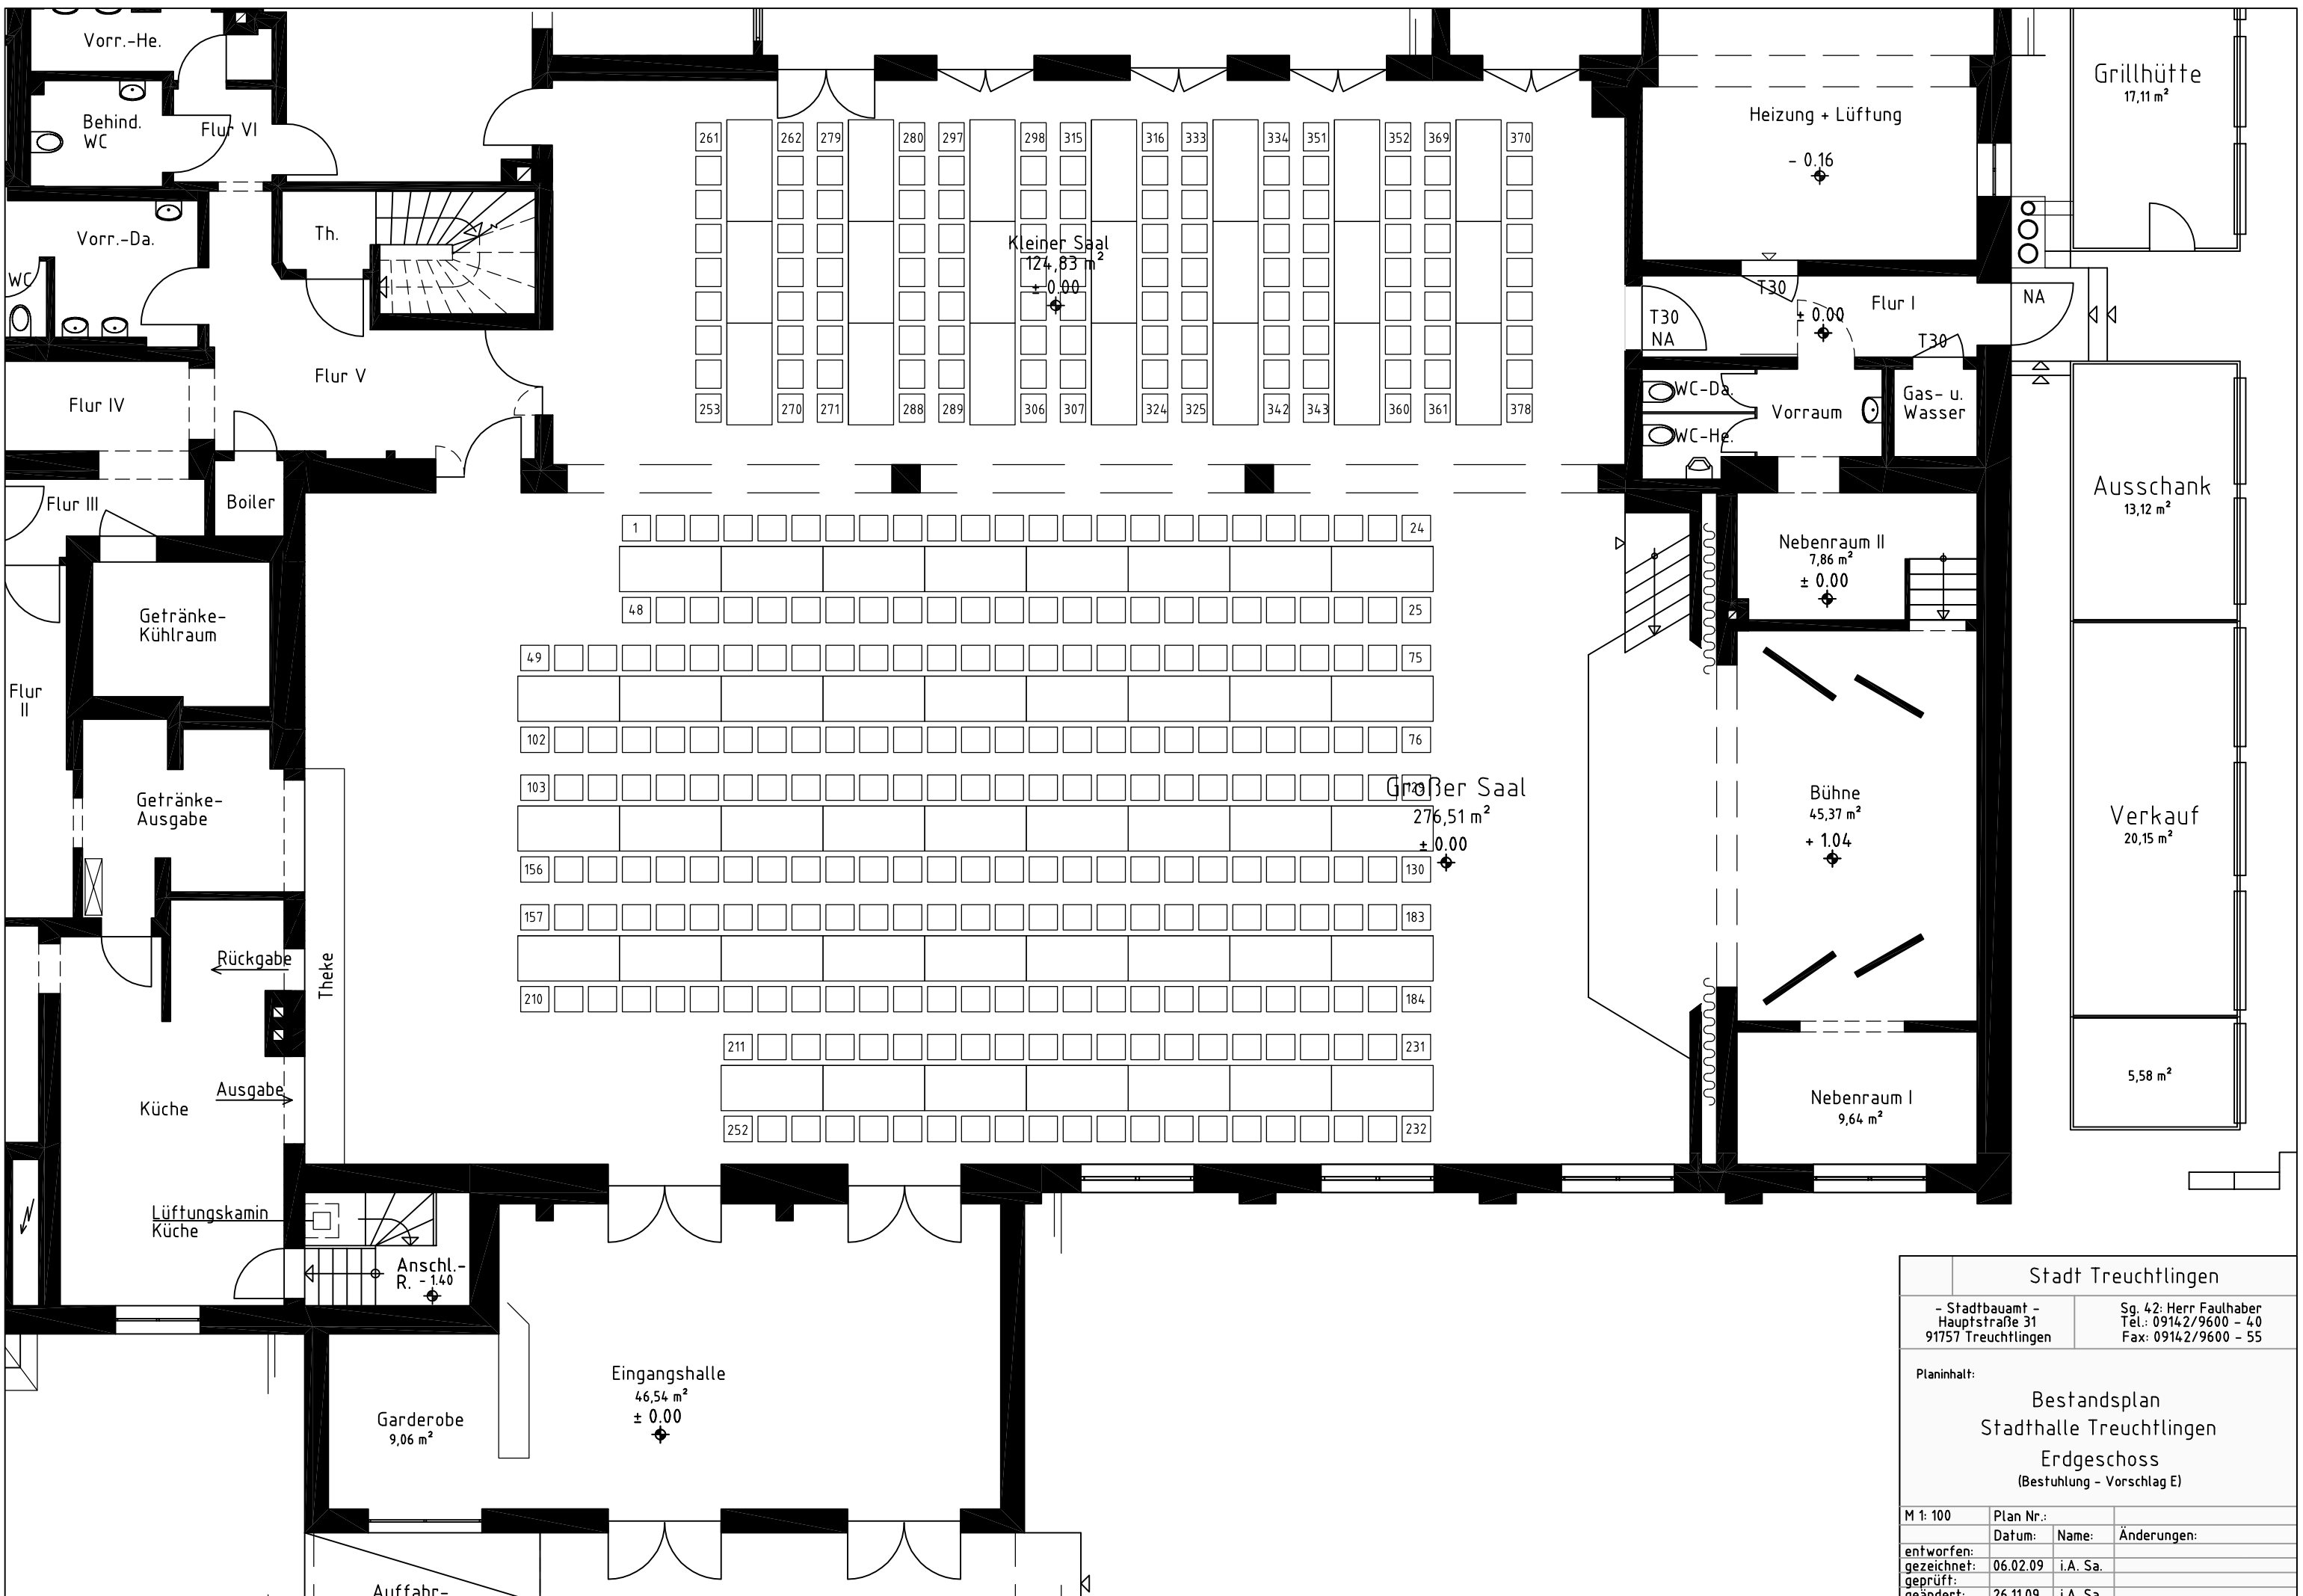 Vorr.-He.
Behind.
WC
Flur VI
Vorr.-Da.
WC
Th.
Flur V
Flur IV
Flur III
Boiler
Getränke-
Kühlraum
Flur
II
Getränke-
Ausgabe
Rückgabe
Theke
Ausgabe
Küche
Lüftungskamin
Küche
Anschl.-
R. - 1.40
Garderobe
9,06 m²
Eingangshalle
46,54 m²
± 0.00
Auffahr-
261 262 279 280 297 298 315 316 333 334 351 352 369 370
Kleiner Saal
124,83 m²
± 0.00
253 270 271 288 289 306 307 324 325 342 343 360 361 378
1 24
48 25
49 75
102 76
103 129
Großer Saal
276,51 m²
± 0.00
156 130
157 183
210 184
211 231
252 232
Heizung + Lüftung
- 0.16
T30
Flur I
NA
T30
NA
± 0.00
T30
WC-Da.
WC-He.
Vorraum
Gas- u.
Wasser
Nebenraum II
7,86 m²
± 0.00
Bühne
45,37 m²
+ 1.04
Nebenraum I
9,64 m²
Grillhütte
17,11 m²
Ausschank
13,12 m²
Verkauf
20,15 m²
5,58 m²
Stadt Treuchtlingen
- Stadtbauamt -
Hauptstraße 31
91757 Treuchtlingen
Sg. 42: Herr Faulhaber
Tel.: 09142/9600 - 40
Fax: 09142/9600 - 55
Planinhalt:
Bestandsplan
Stadthalle Treuchtlingen
Erdgeschoss
(Bestuhlung - Vorschlag E)
M 1: 100 Plan Nr.:
Datum: Name: Änderungen:
entworfen:
gezeichnet: 06.02.09 i.A. Sa.
geprüft:
geändert: 26.11.09 i.A. Sa.